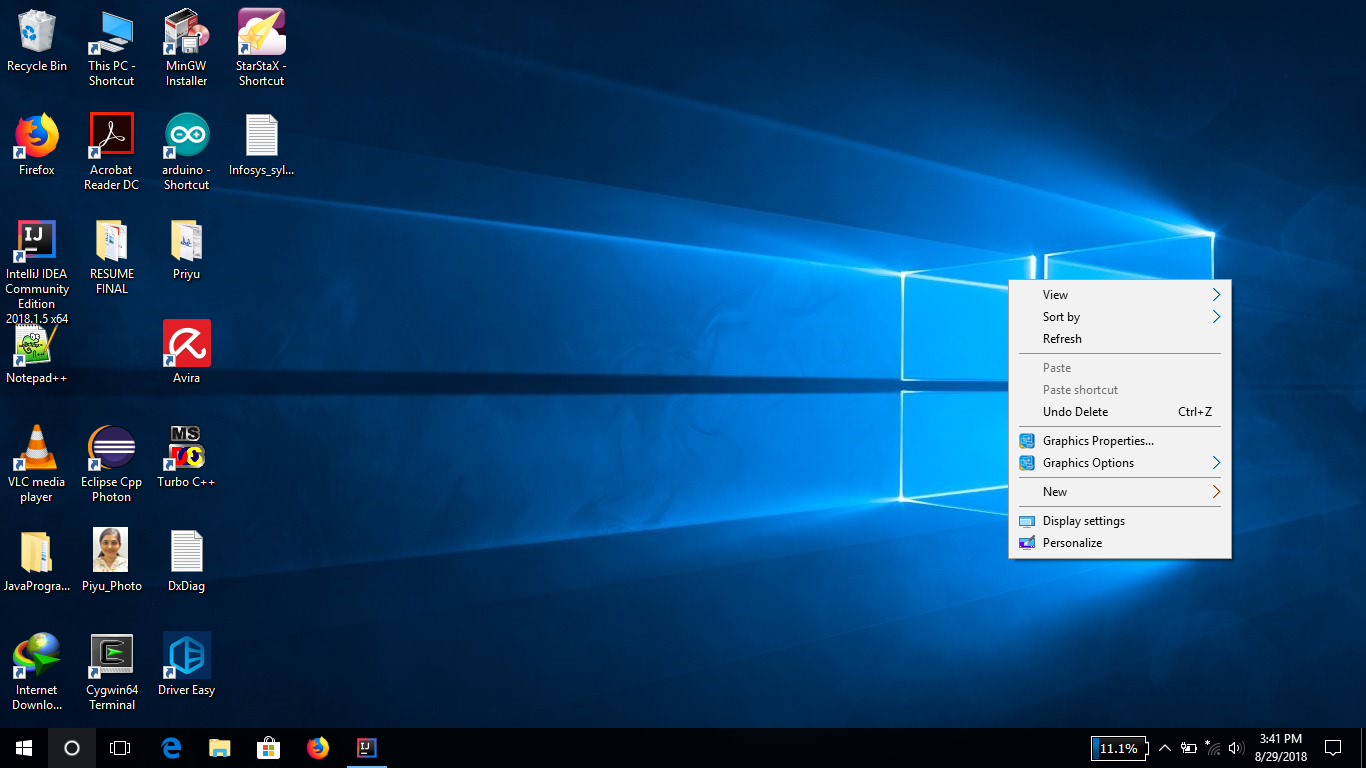 Recycle Bin
This PC -
Shortcut
MinGW
Installer
StarStaX -
Shortcut
Firefox
Acrobat
Reader DC
arduino -
Shortcut
Infosys_syl...
IJ
IntelliJ IDEA
Community
Edition
2018.1.5 x64
RESUME
FINAL
Priyu
Notepad++
Avira
VLC media
player
Eclipse Cpp
Photon
MS
DOS
Turbo C++
JavaProgra...
Piyu_Photo
DxDiag
Internet
Downlo...
Cygwin64
Terminal
Driver Easy
View
Sort by
Refresh
Paste
Paste shortcut
Undo Delete Ctrl+Z
Graphics Properties...
Graphics Options
New
Display settings
Personalize
IJ
11.1%
3:41 PM
8/29/2018